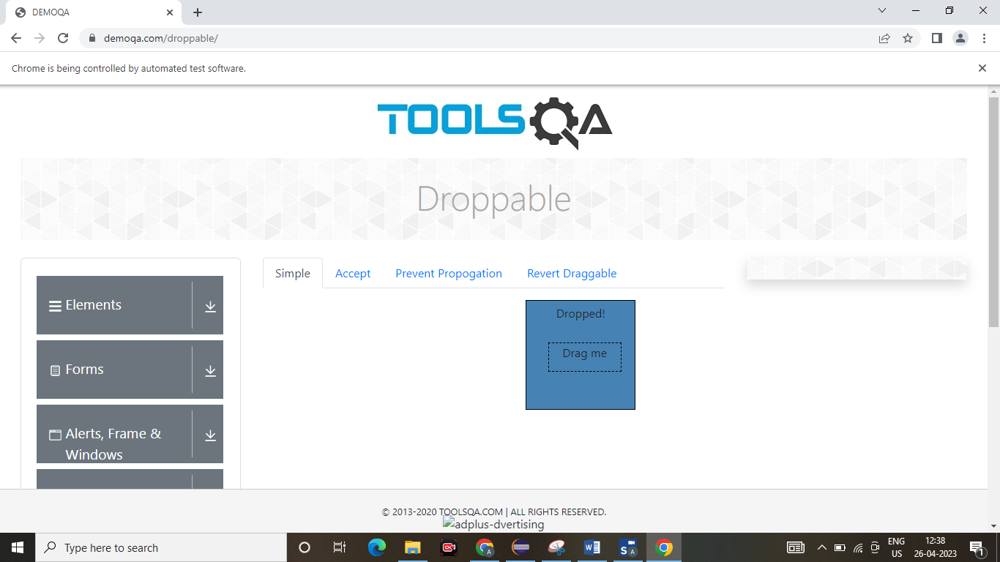 DEMOQA
demoqa.com/droppable/
Chrome is being controlled by automated test software.
TOOLSQA
Droppable
Elements
Forms
Alerts, Frame &
Windows
Simple
Accept
Prevent Propogation
Revert Draggable
Dropped!
Drag me
© 2013-2020 TOOLSQA.COM | ALL RIGHTS RESERVED.
adplus-dvertising
Type here to search
A
W
S
A
ENG
US
12:38
26-04-2023
1